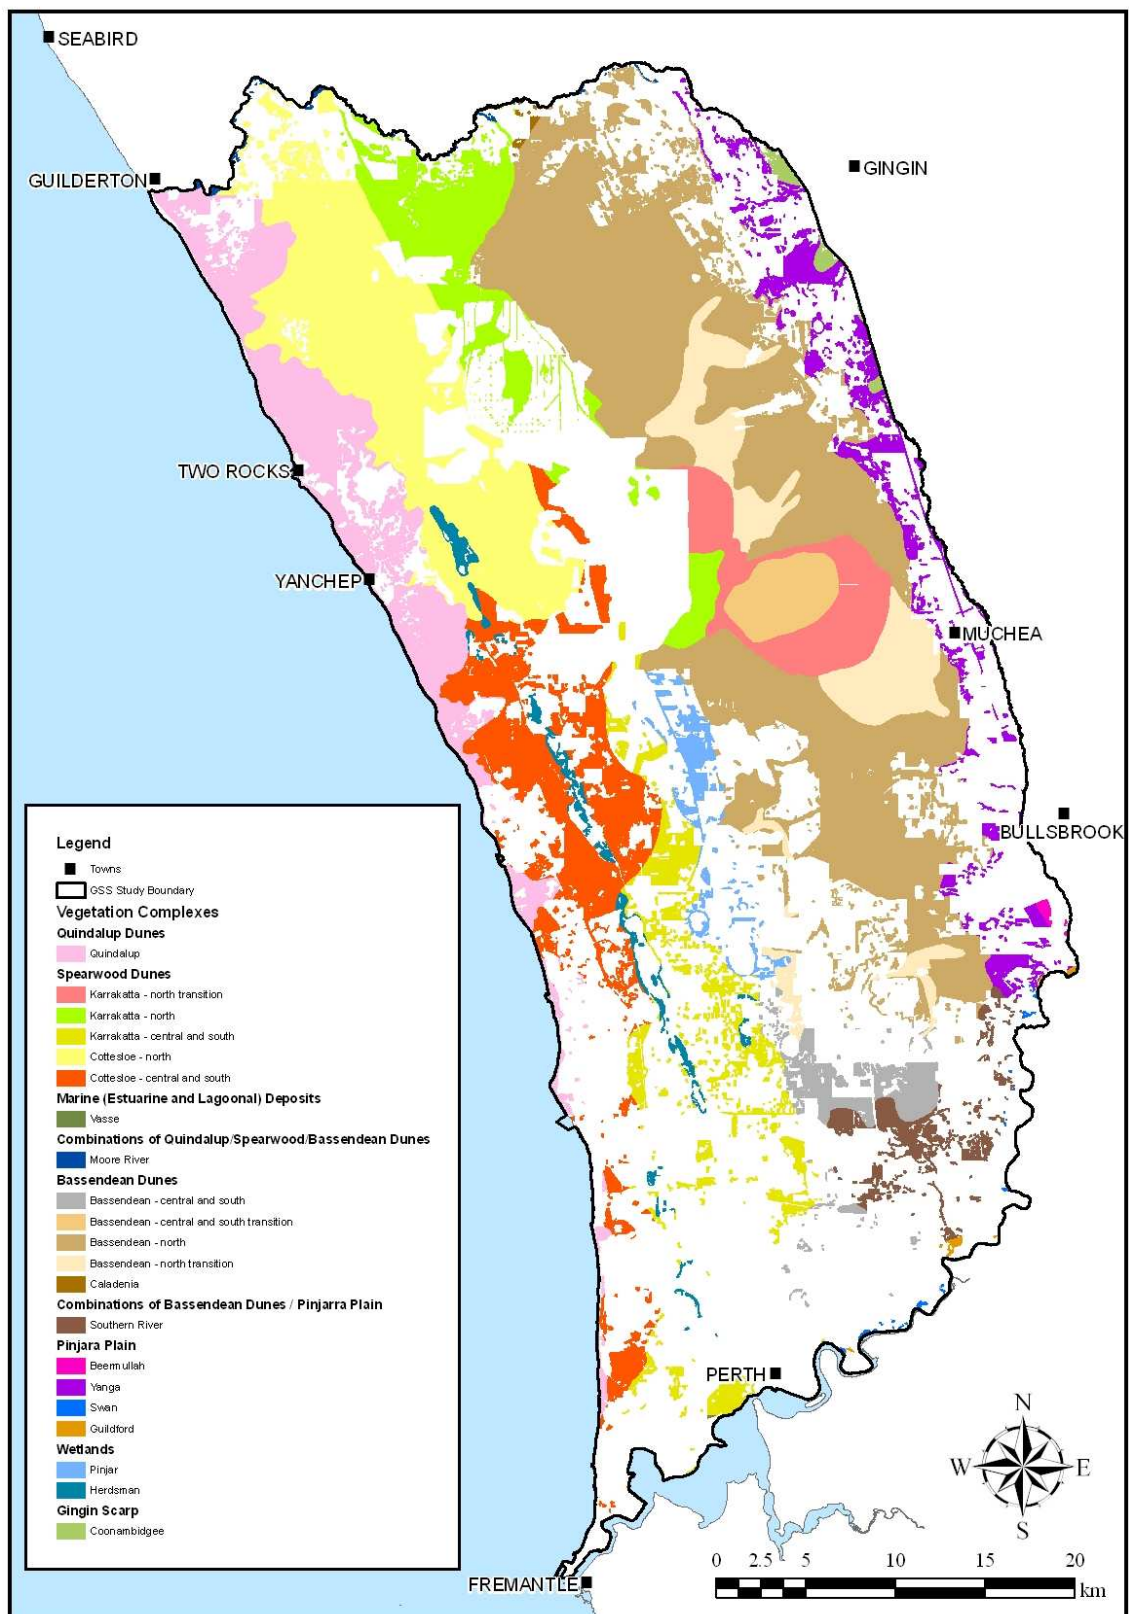 SEABIRD
GINGIN
GUILDERTON
TWO ROCKS
YANCHEP
MUCHEA
BULLSBROOK
Legend
Towns
GSS Study Boundary
Vegetation Complexes
Quindalup Dunes
Quindalup
Spearwood Dunes
Karrakatta - north transition
Karrakatta - north
Karrakatta - central and south
Cottesloe - north
Cottesloe - central and south
Marine (Estuarine and Lagoonal) Deposits
Vasse
Combinations of Quindalup/Spearwood/Bassendean Dunes
Moore River
Bassendean Dunes
Bassendean - central and south
Bassendean - central and south transition
Bassendean - north
Bassendean - north transition
Caladenia
Combinations of Bassendean Dunes / Pinjarra Plain
Southern River
Pinjara Plain
Beermullah
Yanga
Swan
Guildford
Wetlands
Pinjar
Herdsman
Gingin Scarp
Coonambidgee
PERTH
N
W E
S
0 2.5 5 10 15 20
km
FREMANTLE